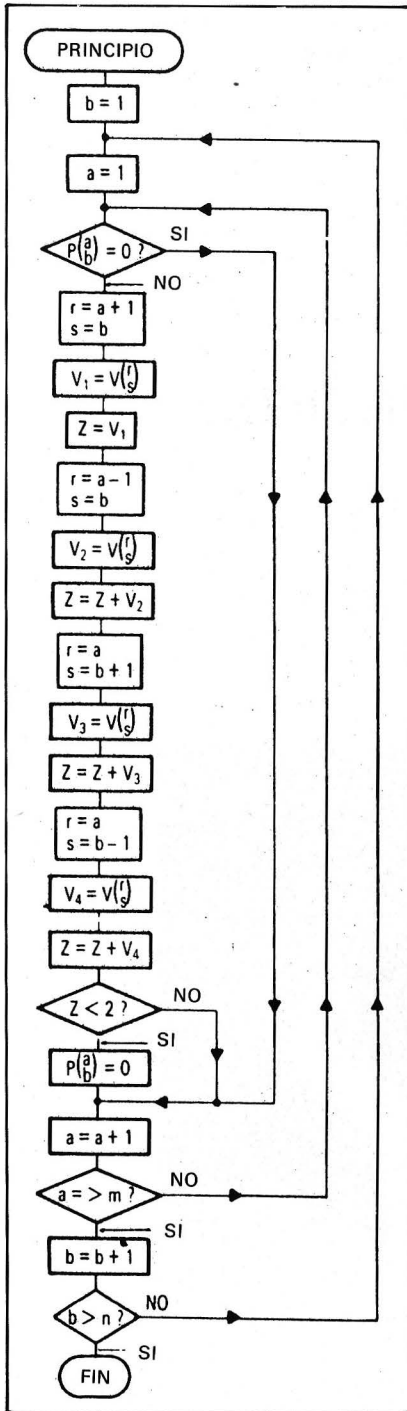 PRINCIPIO
b = 1
a = 1
P(a b) = 0 ?
SI
NO
r = a + 1
s = b
V1 = V(r s)
Z = V1
r = a − 1
s = b
V2 = V(r s)
Z = Z + V2
r = a
s = b + 1
V3 = V(r s)
Z = Z + V3
r = a
s = b − 1
V4 = V(r s)
Z = Z + V4
Z < 2 ?
NO
SI
P(a b) = 0
a = a + 1
a = > m ?
NO
SI
b = b + 1
b > n ?
NO
SI
FIN